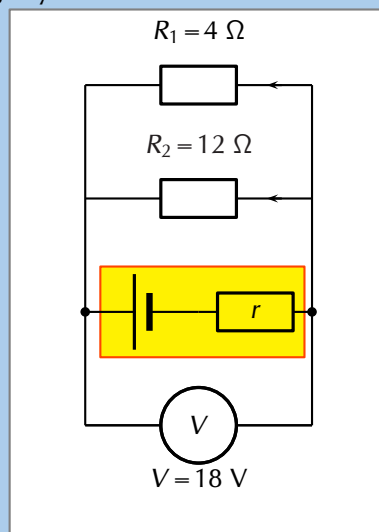 R₁ = 4 Ω
R₂ = 12 Ω
r
V
V = 18 V